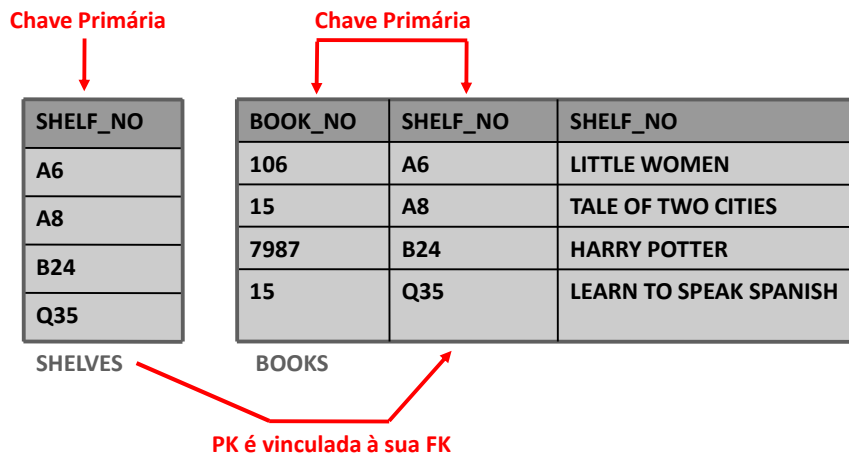 Chave Primária Chave Primária
SHELF_NO
A6
A8
B24
Q35
SHELVES
BOOK_NO SHELF_NO SHELF_NO
106 A6 LITTLE WOMEN
15 A8 TALE OF TWO CITIES
7987 B24 HARRY POTTER
15 Q35 LEARN TO SPEAK SPANISH
BOOKS
PK é vinculada à sua FK